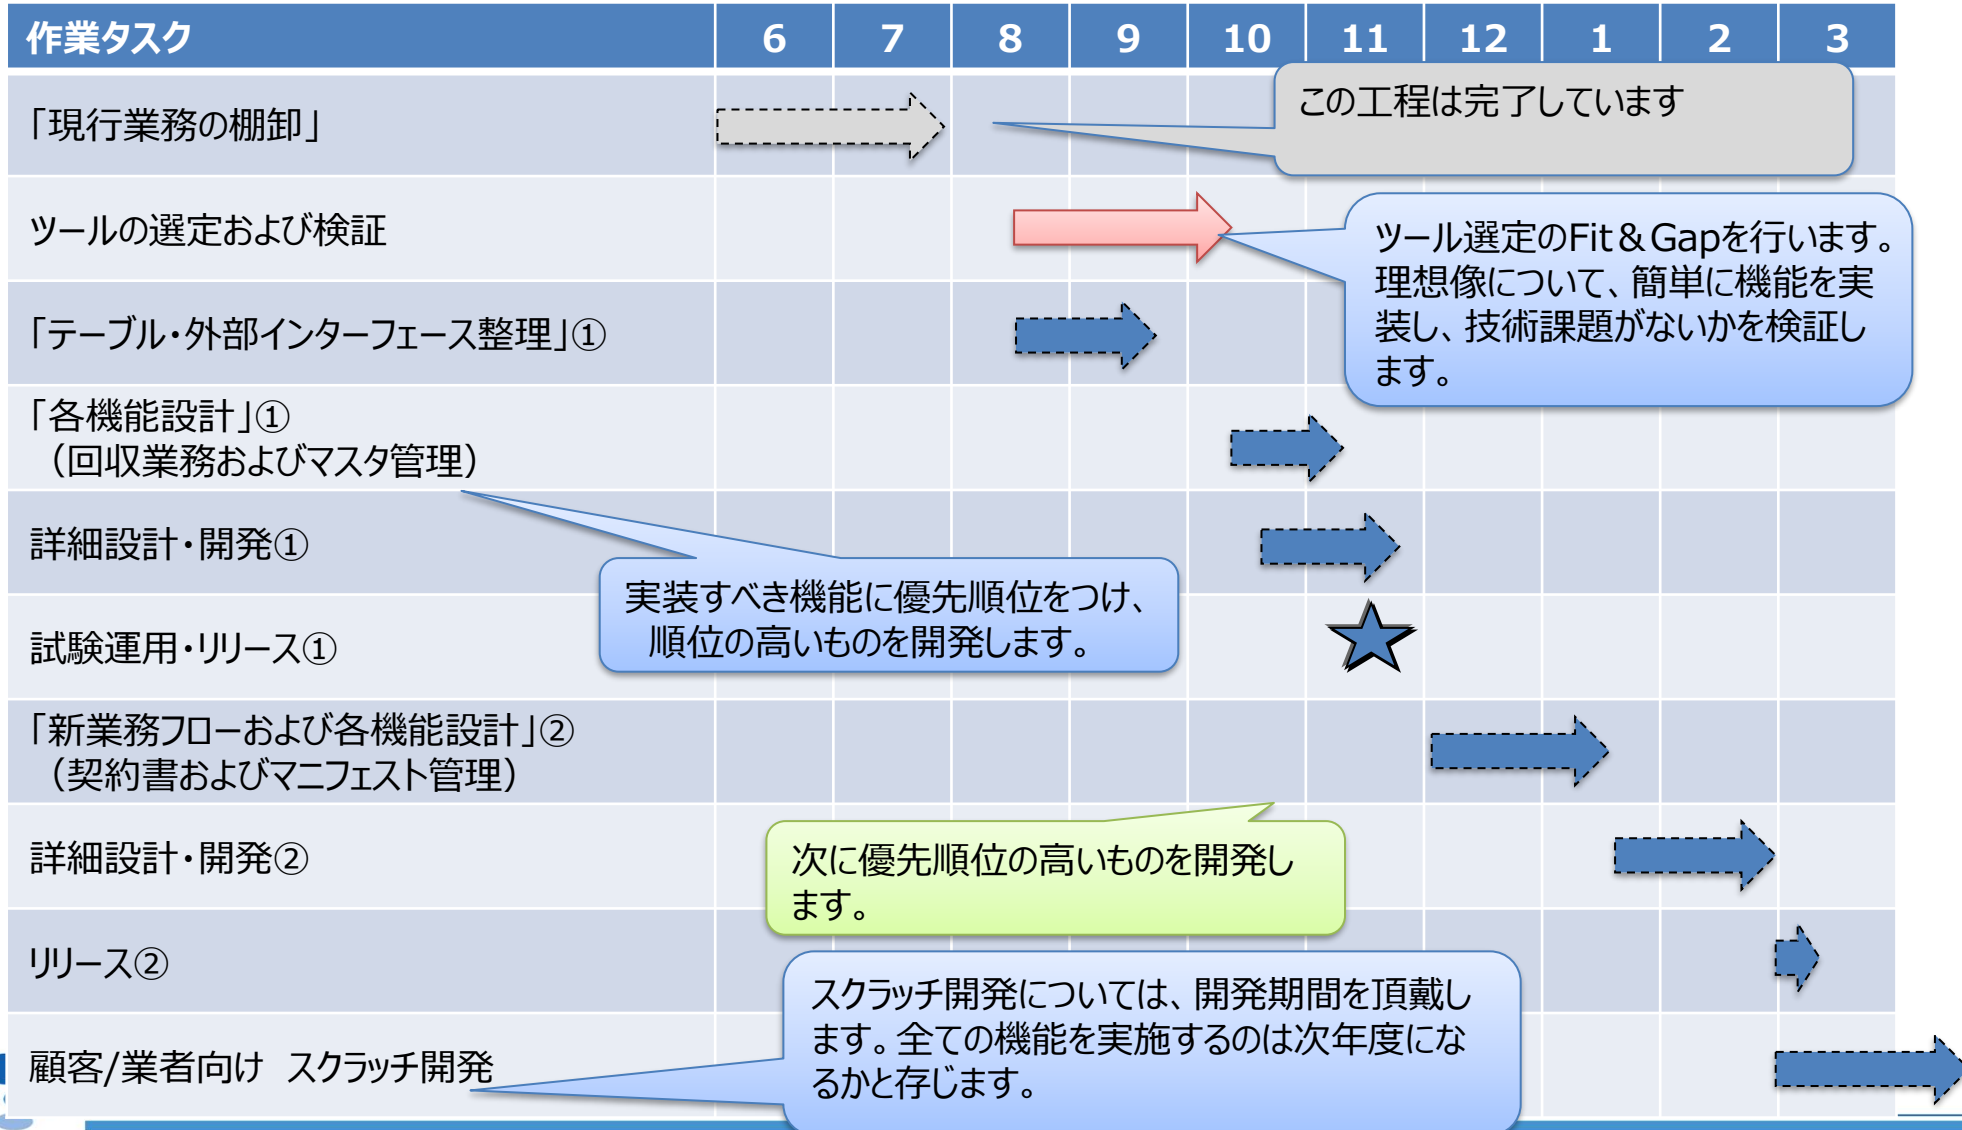 作業タスク 6 7 8 9 10 11 12 1 2 3
「現行業務の棚卸」
この工程は完了しています
ツールの選定および検証
ツール選定のFit＆Gapを行います。
理想像について、簡単に機能を実
装し、技術課題がないかを検証し
ます。
「テーブル・外部インターフェース整理」①
「各機能設計」①
（回収業務およびマスタ管理）
詳細設計・開発①
実装すべき機能に優先順位をつけ、
順位の高いものを開発します。
試験運用・リリース①
「新業務フローおよび各機能設計」②
（契約書およびマニフェスト管理）
詳細設計・開発②
次に優先順位の高いものを開発し
ます。
リリース②
スクラッチ開発については、開発期間を頂戴し
ます。全ての機能を実施するのは次年度にな
るかと存じます。
顧客/業者向け スクラッチ開発